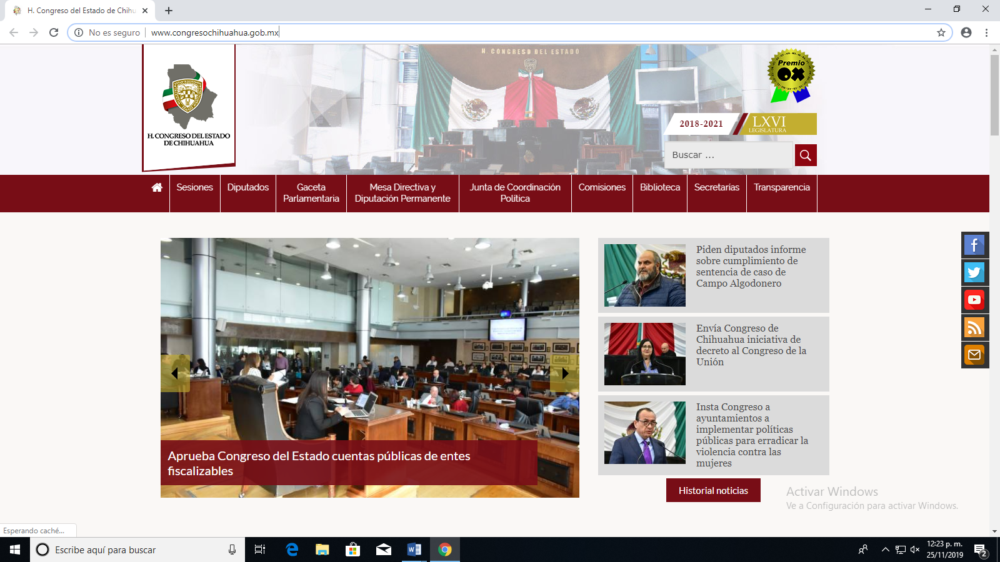 H. Congreso del Estado de Chihu
No es seguro
www.congresochihuahua.gob.mx
H. CONGRESO DEL ESTADO
Premio
OX
H. CONGRESO DEL ESTADO
DE CHIHUAHUA
2018-2021
LXVI
LEGISLATURA
Buscar ...
Sesiones
Diputados
Gaceta
Parlamentaria
Mesa Directiva y
Diputación Permanente
Junta de Coordinación
Política
Comisiones
Biblioteca
Secretarías
Transparencia
Aprueba Congreso del Estado cuentas públicas de entes
fiscalizables
Piden diputados informe
sobre cumplimiento de
sentencia de caso de
Campo Algodonero
Envía Congreso de
Chihuahua iniciativa de
decreto al Congreso de la
Unión
Insta Congreso a
ayuntamientos a
implementar políticas
públicas para erradicar la
violencia contra las
mujeres
Historial noticias
Activar Windows
Ve a Configuración para activar Windows.
Esperando caché...
Escribe aquí para buscar
12:23 p. m.
25/11/2019
2